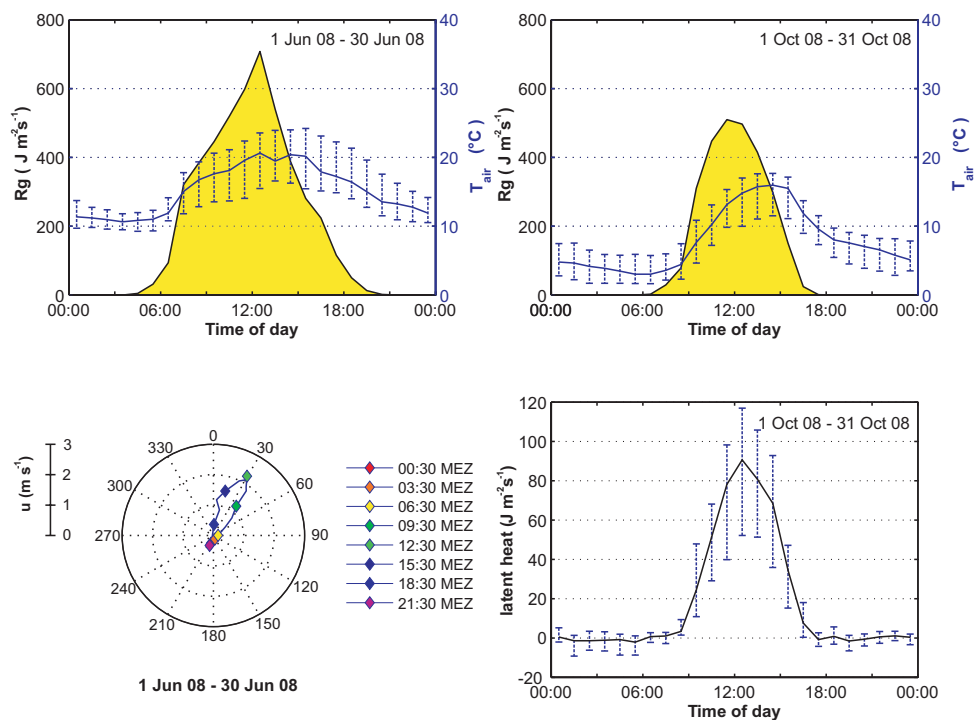 1 Jun 08 - 30 Jun 08
800
600
400
200
0
Rg ( J m⁻²s⁻¹)
40
30
20
10
0
T air (°C )
00:00 06:00 12:00 18:00 00:00
Time of day
1 Oct 08 - 31 Oct 08
800
600
400
200
0
Rg ( J m⁻²s⁻¹)
40
30
20
10
0
T air (°C )
00:00 06:00 12:00 18:00 00:00
Time of day
3
2
1
0
u (m s⁻¹)
0
30
60
90
120
150
180
210
240
270
300
330
00:30 MEZ
03:30 MEZ
06:30 MEZ
09:30 MEZ
12:30 MEZ
15:30 MEZ
18:30 MEZ
21:30 MEZ
1 Jun 08 - 30 Jun 08
1 Oct 08 - 31 Oct 08
120
100
80
60
40
20
0
-20
latent heat (J m⁻²s⁻¹)
00:00 06:00 12:00 18:00 00:00
Time of day